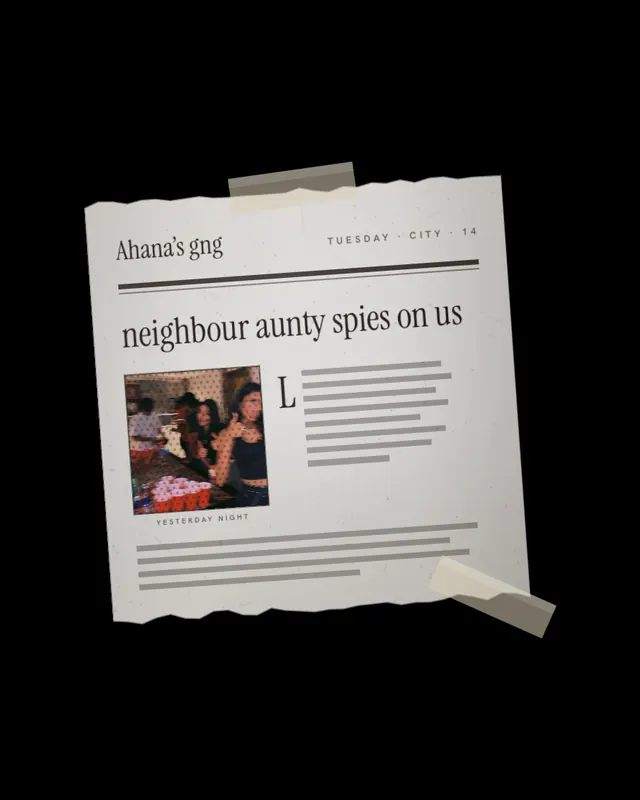 Ahana's gng
TUESDAY · CITY · 14
neighbour aunty spies on us
L
YESTERDAY NIGHT